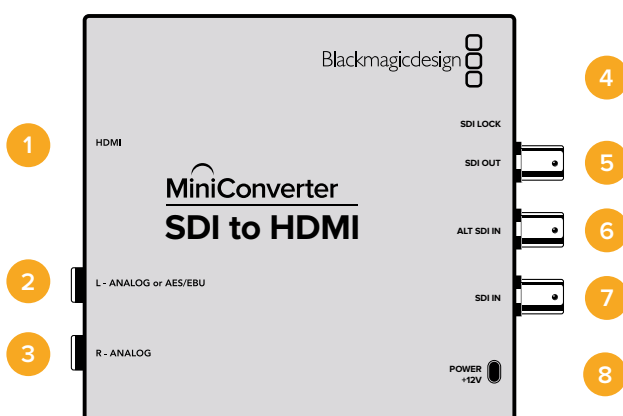 Blackmagicdesign
4
SDI LOCK
1
HDMI
SDI OUT
5
MiniConverter
SDI to HDMI
ALT SDI IN
6
2
L - ANALOG or AES/EBU
SDI IN
7
3
R - ANALOG
POWER
+12V
8